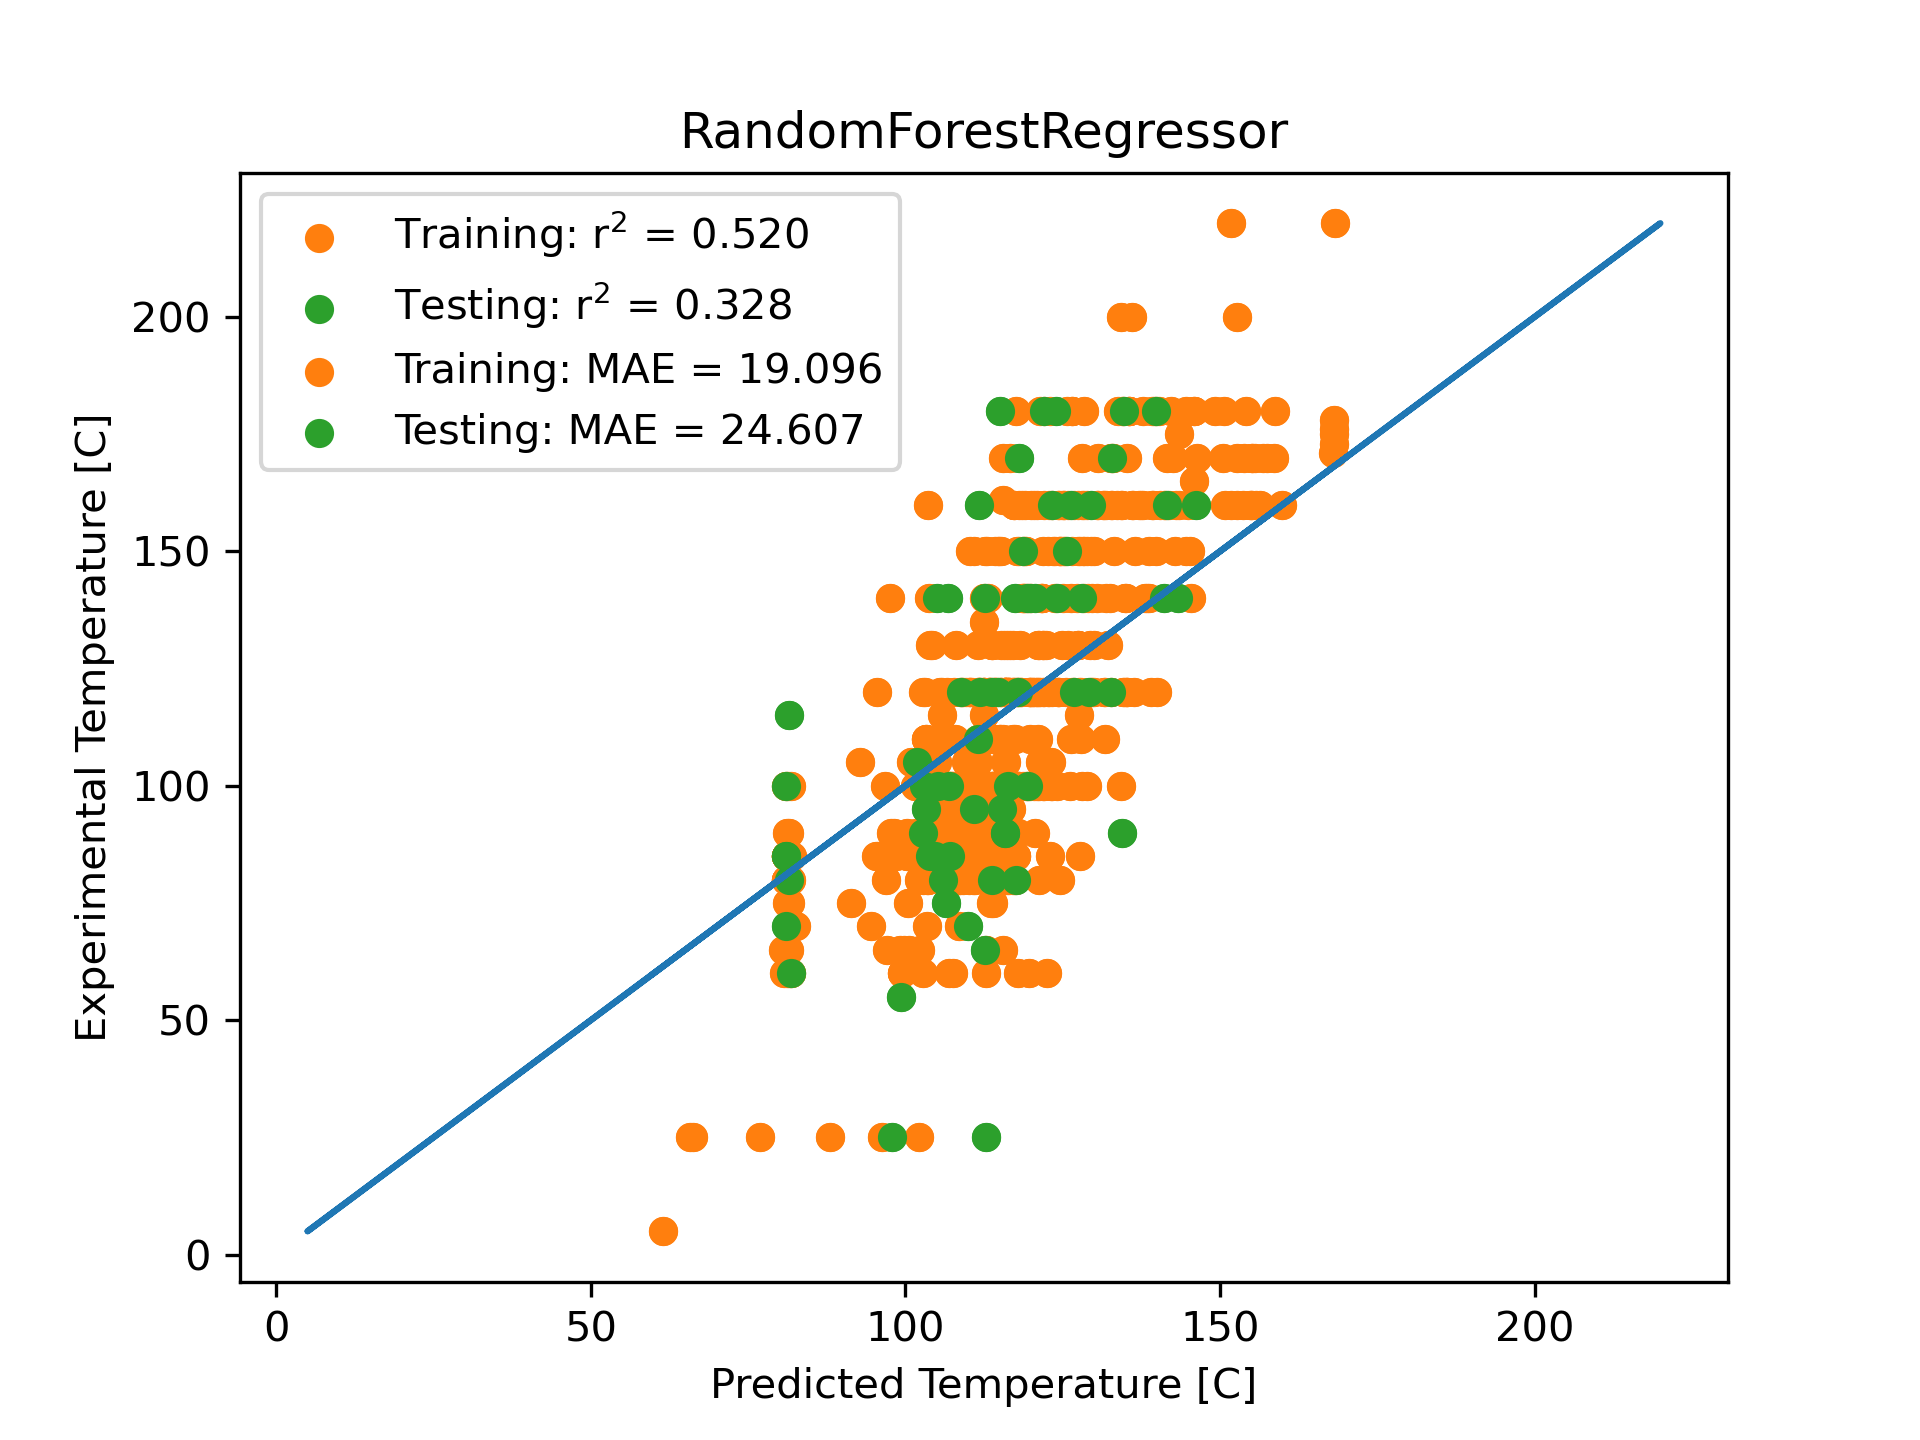 RandomForestRegressor
Training: r² = 0.520
Testing: r² = 0.328
Training: MAE = 19.096
Testing: MAE = 24.607
Experimental Temperature [C]
200
150
100
50
0
0 50 100 150 200
Predicted Temperature [C]